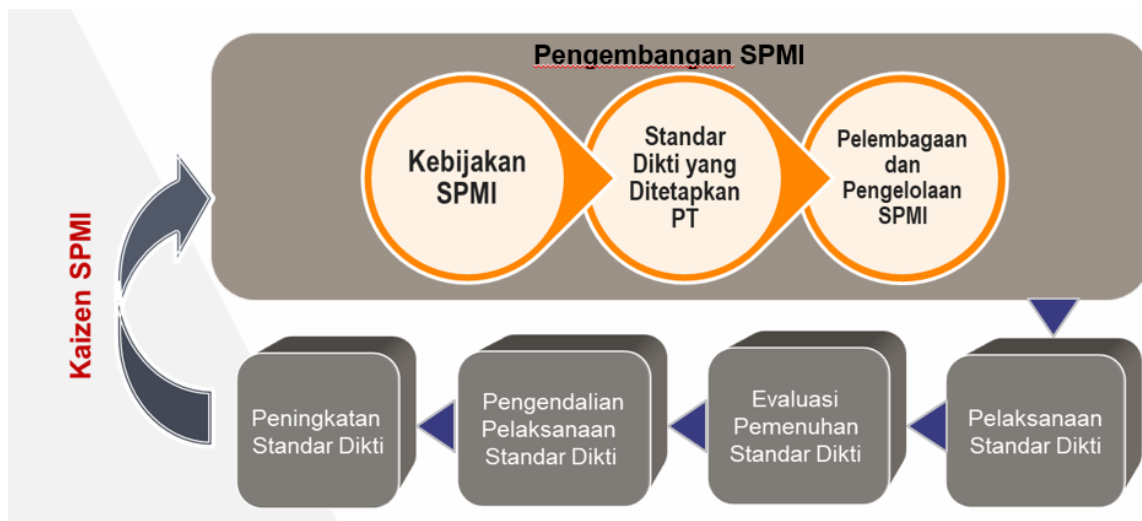 Pengembangan SPMI
Kebijakan
SPMI
Standar
Dikti yang
Ditetapkan
PT
Pelembagaan
dan
Pengelolaan
SPMI
Kaizen SPMI
Peningkatan
Standar Dikti
Pengendalian
Pelaksanaan
Standar Dikti
Evaluasi
Pemenuhan
Standar Dikti
Pelaksanaan
Standar Dikti